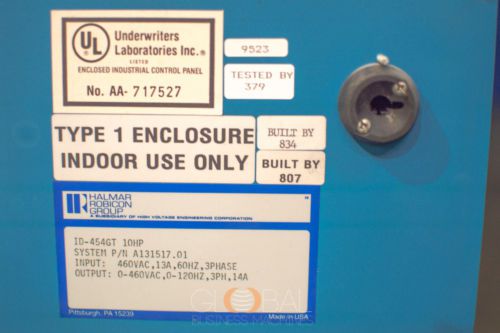 UL
Underwriters
Laboratories Inc.®
LISTED
ENCLOSED INDUSTRIAL CONTROL PANEL
No. AA- 717527
9523
TESTED BY
379
TYPE 1 ENCLOSURE
INDOOR USE ONLY
BUILT BY
834
BUILT BY
807
HALMAR
ROBICON
GROUP
A SUBSIDIARY OF HIGH VOLTAGE ENGINEERING CORPORATION
ID-454GT 10HP
SYSTEM P/N A131517.01
INPUT: 460VAC,13A,60HZ,3PHASE
OUTPUT: 0-460VAC,0-120HZ,3PH,14A
Pittsburgh, PA 15239
Made in USA
GLOBAL
BUSINESS MACHINES